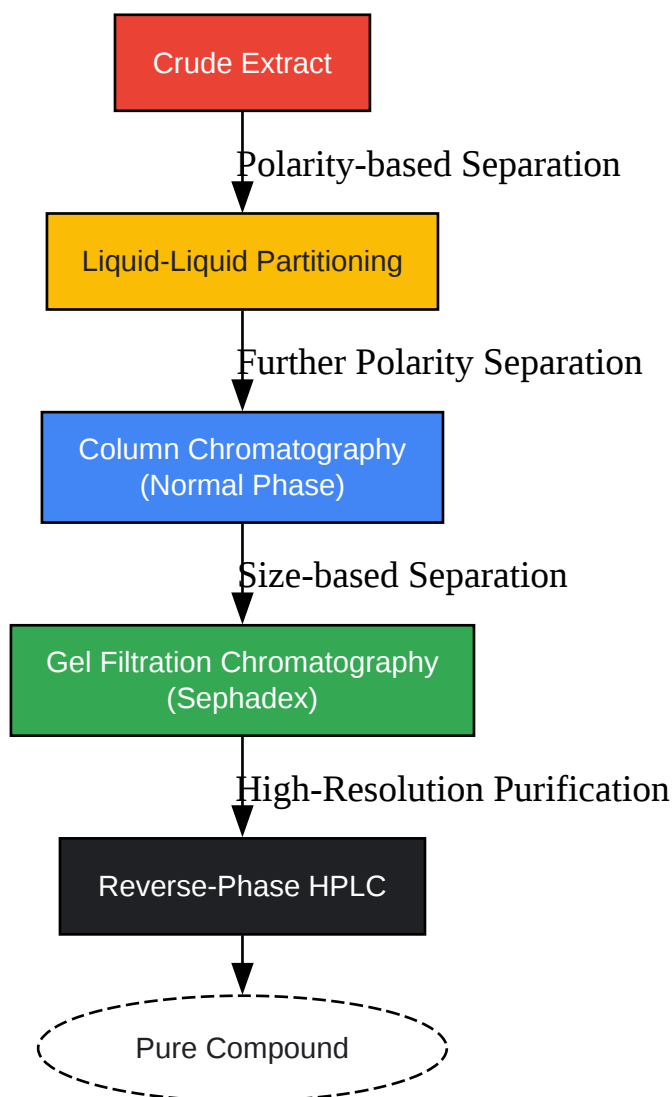 Crude Extract
Polarity-based Separation
Liquid-Liquid Partitioning
Further Polarity Separation
Column Chromatography
(Normal Phase)
Size-based Separation
Gel Filtration Chromatography
(Sephadex)
High-Resolution Purification
Reverse-Phase HPLC
Pure Compound